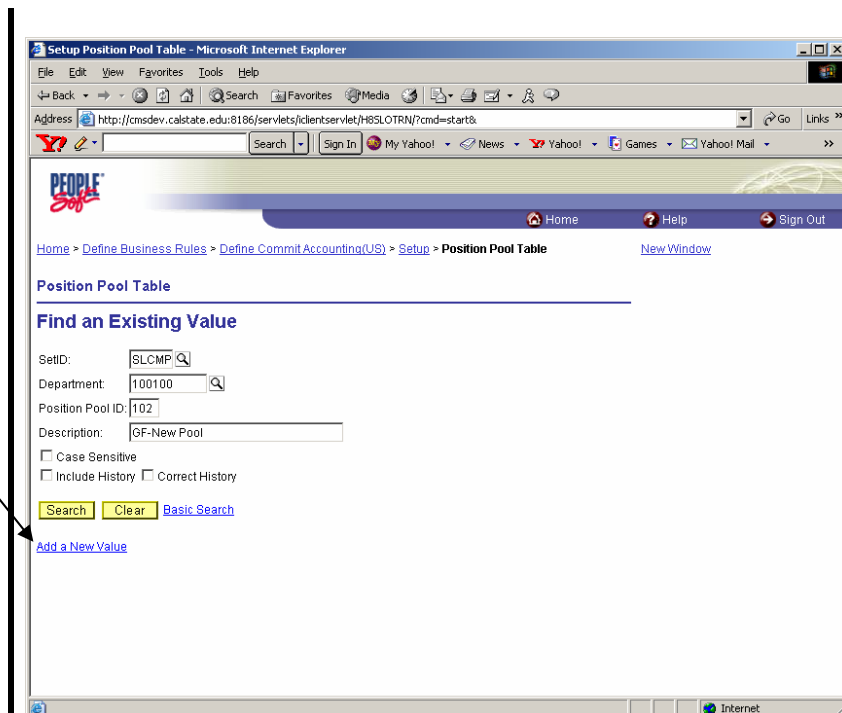 Setup Position Pool Table - Microsoft Internet Explorer
File Edit View Favorites Tools Help
Back Search Favorites Media
Address http://cmsdev.calstate.edu:8186/servlets/iclientservlet/H8SLOTRN/?cmd=start& Go Links »
Y! Search Sign In My Yahoo! News Yahoo! Games Yahoo! Mail »
PEOPLE
Soft
Home Help Sign Out
Home > Define Business Rules > Define Commit Accounting(US) > Setup > Position Pool Table New Window
Position Pool Table
Find an Existing Value
SetID: SLCMP
Department: 100100
Position Pool ID: 102
Description: GF-New Pool
Case Sensitive
Include History Correct History
Search Clear Basic Search
Add a New Value
Internet